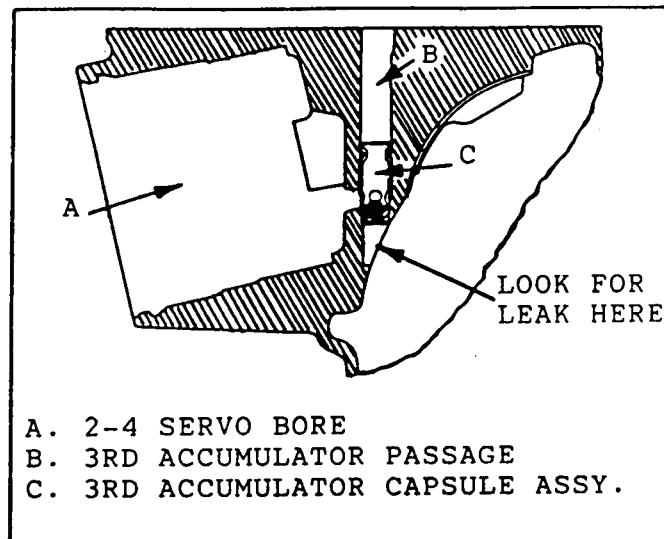 B
C
A
LOOK FOR
LEAK HERE
A. 2-4 SERVO BORE
B. 3RD ACCUMULATOR PASSAGE
C. 3RD ACCUMULATOR CAPSULE ASSY.